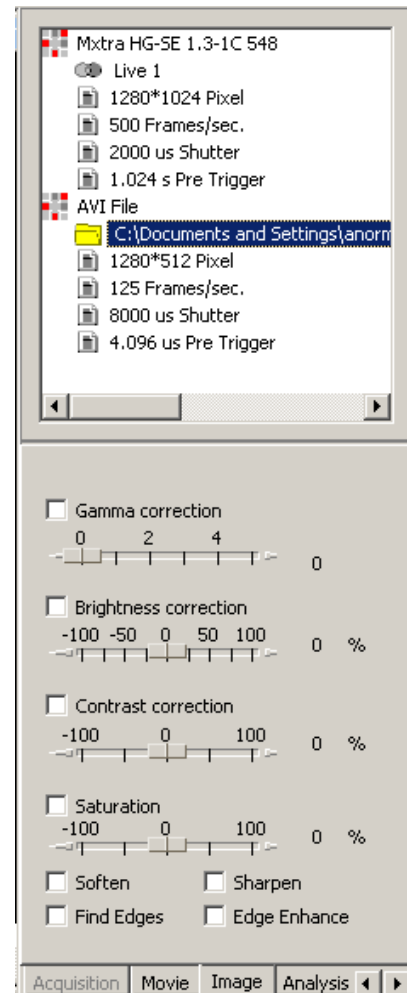 Mxtra HG-SE 1.3-1C 548
Live 1
1280*1024 Pixel
500 Frames/sec.
2000 us Shutter
1.024 s Pre Trigger
AVI File
C:\Documents and Settings\anorm
1280*512 Pixel
125 Frames/sec.
8000 us Shutter
4.096 us Pre Trigger
Gamma correction
0 2 4
0
Brightness correction
-100 -50 0 50 100
0 %
Contrast correction
-100 0 100
0 %
Saturation
-100 0 100
0 %
Soften Sharpen
Find Edges Edge Enhance
Acquisition Movie Image Analysis